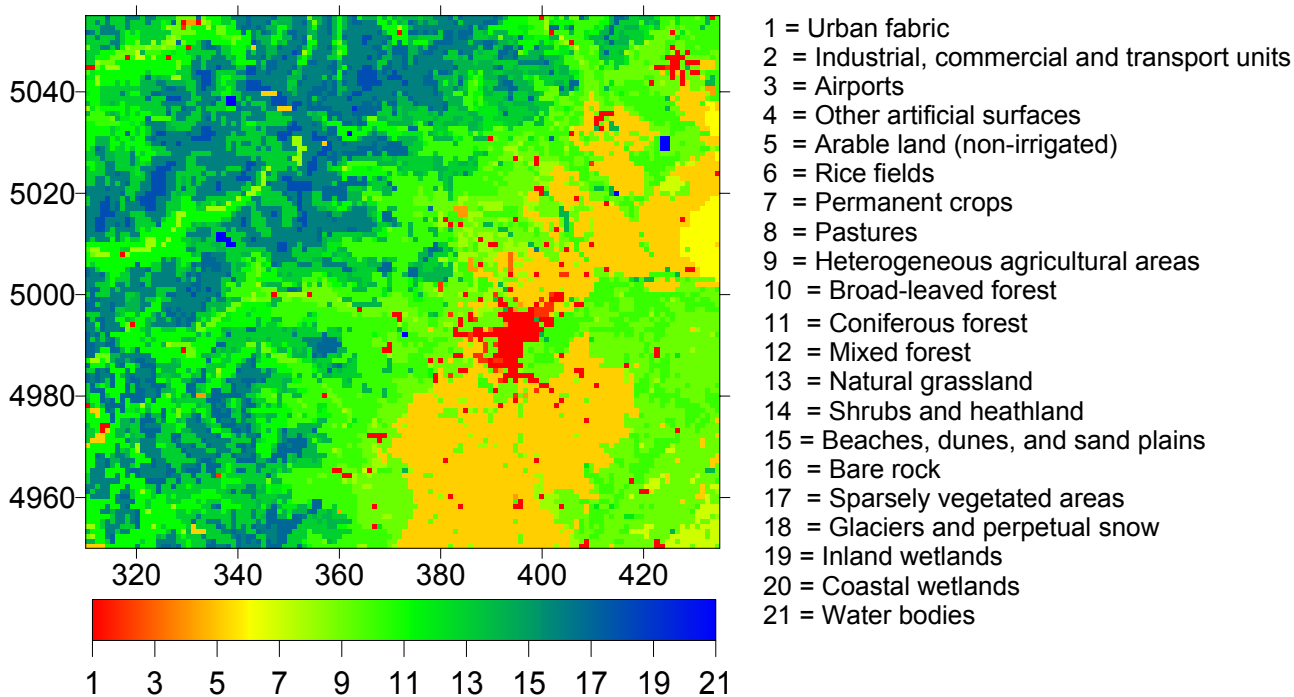 5040
5020
5000
4980
4960
320 340 360 380 400 420
1 3 5 7 9 11 13 15 17 19 21
1 = Urban fabric
2 = Industrial, commercial and transport units
3 = Airports
4 = Other artificial surfaces
5 = Arable land (non-irrigated)
6 = Rice fields
7 = Permanent crops
8 = Pastures
9 = Heterogeneous agricultural areas
10 = Broad-leaved forest
11 = Coniferous forest
12 = Mixed forest
13 = Natural grassland
14 = Shrubs and heathland
15 = Beaches, dunes, and sand plains
16 = Bare rock
17 = Sparsely vegetated areas
18 = Glaciers and perpetual snow
19 = Inland wetlands
20 = Coastal wetlands
21 = Water bodies